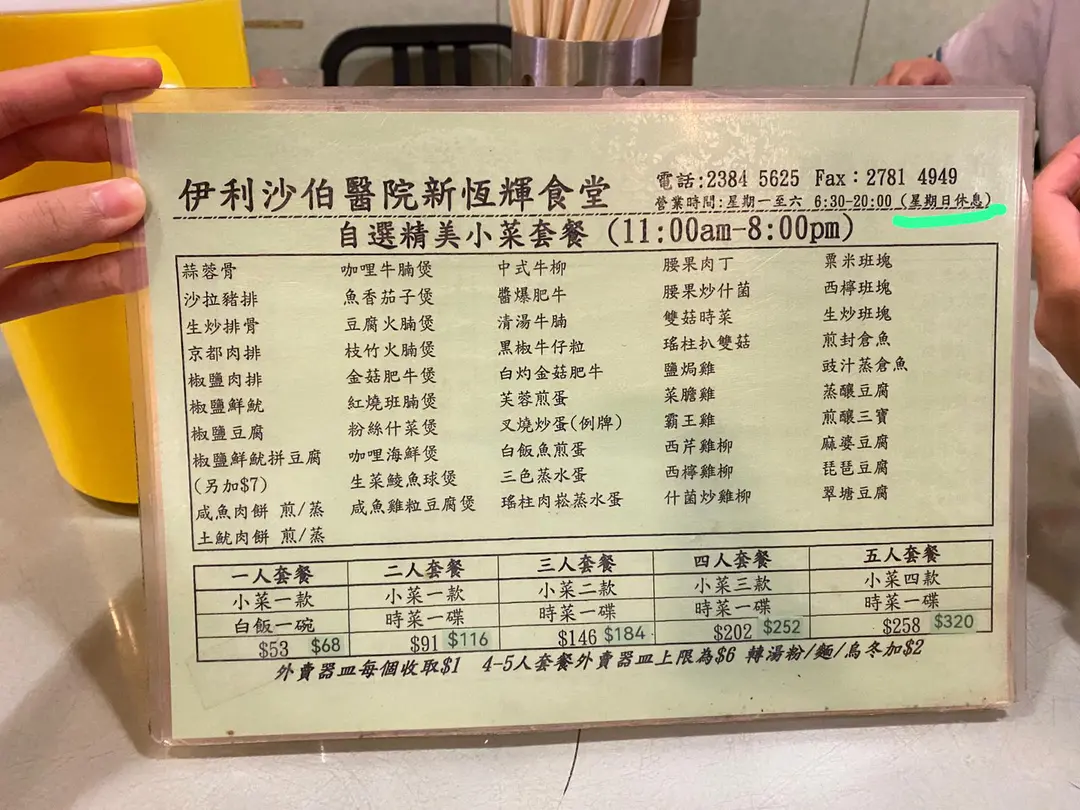 伊利沙伯醫院新恆輝食堂
電話:2384 5625 Fax:2781 4949
營業時間:星期一至六 6:30-20:00 (星期日休息)
自選精美小菜套餐 (11:00am-8:00pm)
蒜蓉骨
沙拉豬排
生炒排骨
京都肉排
椒鹽肉排
椒鹽鮮魷
椒鹽豆腐
椒鹽鮮魷拼豆腐
(另加$7)
咸魚肉餅 煎/蒸
土魷肉餅 煎/蒸
咖哩牛腩煲
魚香茄子煲
豆腐火腩煲
枝竹火腩煲
金菇肥牛煲
紅燒班腩煲
粉絲什菜煲
咖哩海鮮煲
生菜鯪魚球煲
咸魚雞粒豆腐煲
中式牛柳
醬爆肥牛
清湯牛腩
黑椒牛仔粒
白灼金菇肥牛
芙蓉煎蛋
叉燒炒蛋(例牌)
白飯魚煎蛋
三色蒸水蛋
瑤柱肉崧蒸水蛋
腰果肉丁
腰果炒什菌
雙菇時菜
瑤柱扒雙菇
鹽焗雞
菜膽雞
霸王雞
西芹雞柳
西檸雞柳
什菌炒雞柳
粟米班塊
西檸班塊
生炒班塊
煎封倉魚
豉汁蒸倉魚
蒸釀豆腐
煎釀三寶
麻婆豆腐
琵琶豆腐
翠塘豆腐
一人套餐 二人套餐 三人套餐 四人套餐 五人套餐
小菜一款 小菜一款 小菜二款 小菜三款 小菜四款
白飯一碗 時菜一碟 時菜一碟 時菜一碟 時菜一碟
$53 $68 $91 $116 $146 $184 $202 $252 $258 $320
外賣器皿每個收取$1 4-5人套餐外賣器皿上限為$6 轉湯粉/麵/烏冬加$2